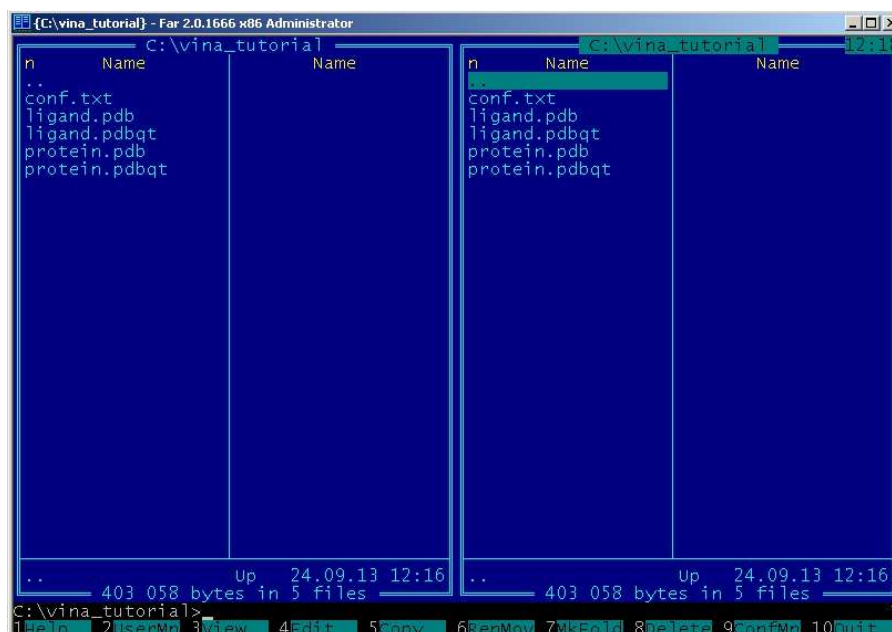 {C:\vina_tutorial} - Far 2.0.1666 x86 Administrator
C:\vina_tutorial
n Name Name
..
conf.txt
ligand.pdb
ligand.pdbqt
protein.pdb
protein.pdbqt
.. Up 24.09.13 12:16
403 058 bytes in 5 files
C:\vina_tutorial
n Name Name
..
conf.txt
ligand.pdb
ligand.pdbqt
protein.pdb
protein.pdbqt
.. Up 24.09.13 12:16
403 058 bytes in 5 files
C:\vina_tutorial>_
1Help 2UserMn 3View 4Edit 5Copy 6RenMov 7MkFold 8Delete 9ConfMn 10Quit